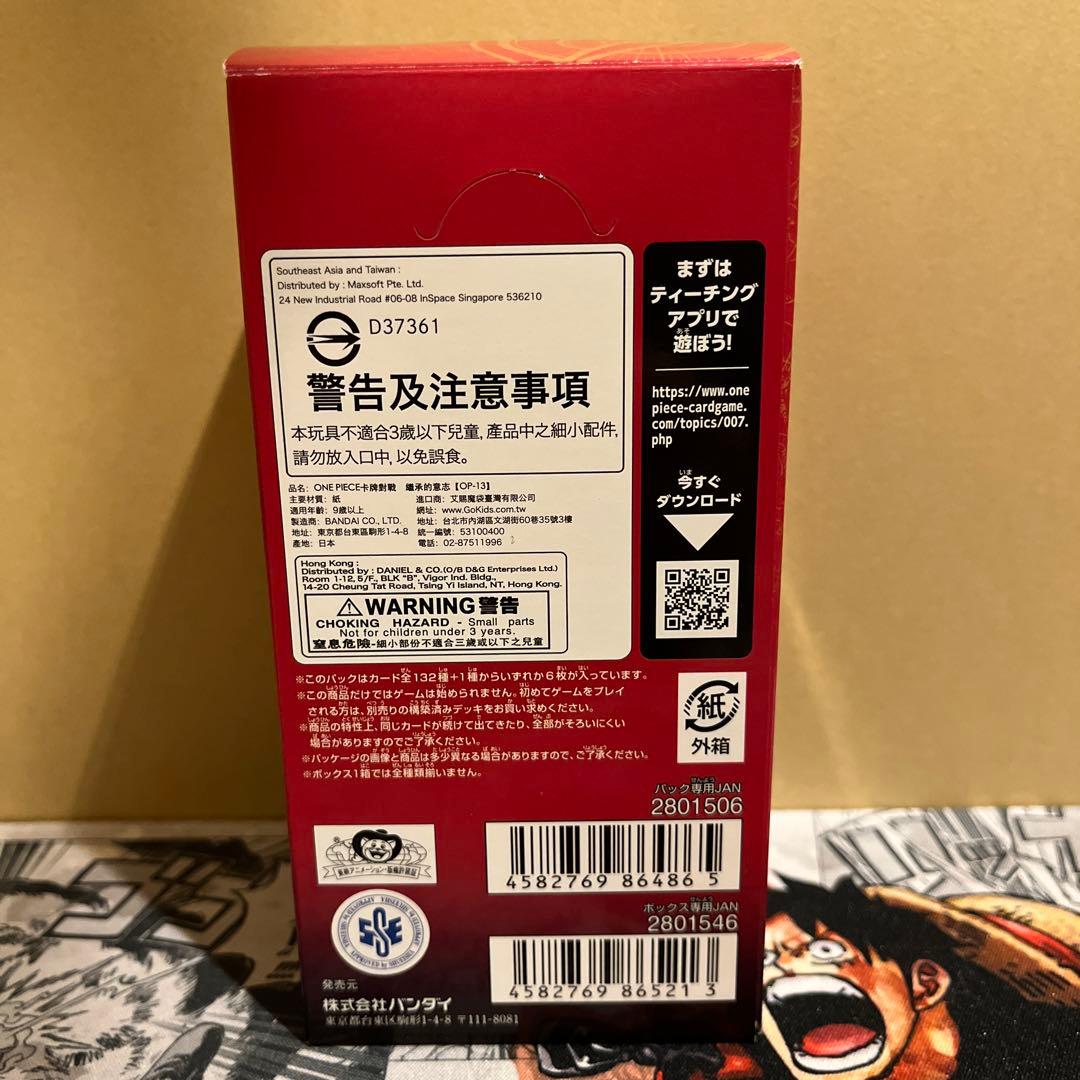 Southeast Asia and Taiwan :
Distributed by : Maxsoft Pte. Ltd.
24 New Industrial Road #06-08 InSpace Singapore 536210
D37361
警告及注意事項
本玩具不適合3歲以下兒童, 產品中之細小配件,
請勿放入口中, 以免誤食。
品名: ONE PIECE卡牌對戰 繼承的意志【OP-13】
主要材質: 紙
適用年齡: 9歲以上
製造商: BANDAI CO., LTD.
地址: 東京都台東區駒形1-4-8
產地: 日本
進口商: 艾賜魔袋臺灣有限公司
網址: www.GoKids.com.tw
地址: 台北市內湖區文湖街60巷35號3樓
統一編號: 53100400
電話: 02-87511996
Hong Kong :
Distributed by : DANIEL & CO.(O/B D&G Enterprises Ltd.)
Room 1-12, 5/F., BLK "B", Vigor Ind. Bldg.,
14-20 Cheung Tat Road, Tsing Yi Island, NT, Hong Kong.
WARNING 警告
CHOKING HAZARD - Small parts
Not for children under 3 years.
窒息危險-細小部份不適合三歲或以下之兒童
まずは
ティーチング
アプリで
遊ぼう!
https://www.one
piece-cardgame.
com/topics/007.
php
今すぐ
ダウンロード
※このパックはカード全132種+1種からいずれか6枚が入っています。
※この商品だけではゲームは始められません。初めてゲームをプレイ
される方は、別売りの構築済みデッキをお買い求めください。
※商品の特性上、同じカードが続けて出てきたり、全部がそろいにくい
場合がありますのでご了承ください。
※パッケージの画像と商品は多少異なる場合がありますので、ご了承ください。
※ボックス1箱では全種類揃いません。
紙
外箱
パック専用JAN
2801506
4582769 86486 5
ボックス専用JAN
2801546
4582769 86521 3
東映アニメーション・版権許諾証
ESE
発売元
株式会社バンダイ
東京都台東区駒形1-4-8 〒111-8081